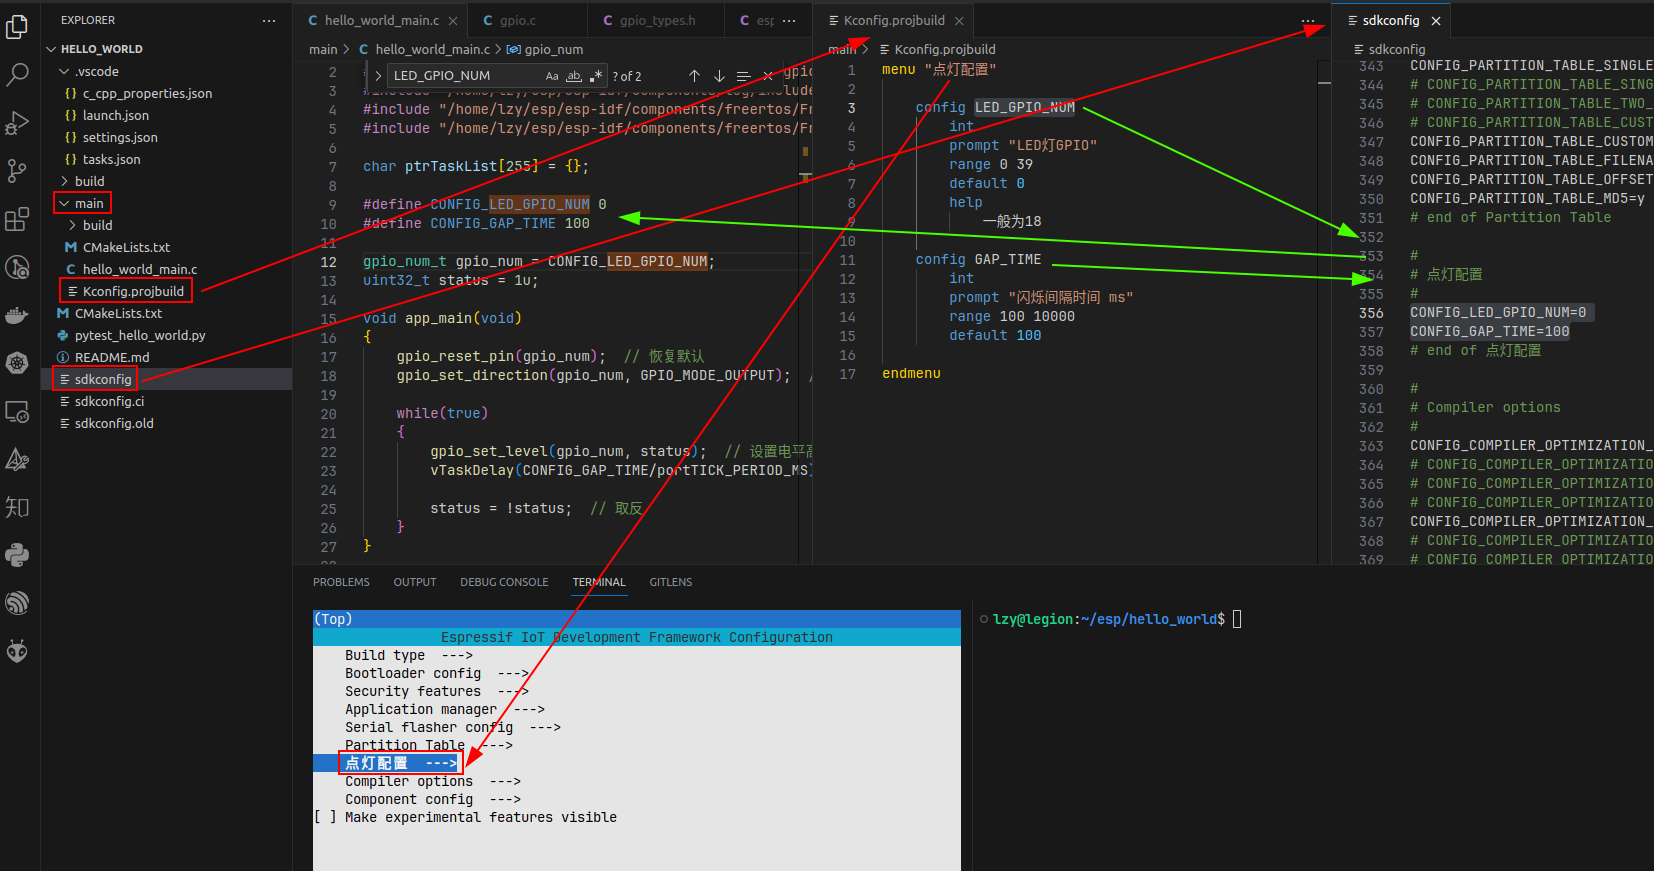 EXPLORER
HELLO_WORLD
.vscode
c_cpp_properties.json
launch.json
settings.json
tasks.json
build
main
build
CMakeLists.txt
hello_world_main.c
Kconfig.projbuild
CMakeLists.txt
pytest_hello_world.py
README.md
sdkconfig
sdkconfig.ci
sdkconfig.old
hello_world_main.c
gpio.c
gpio_types.h
esp
main > hello_world_main.c > gpio_num
LED_GPIO_NUM Aa ab ? of 2
2
3
4 #include "/home/lzy/esp/esp-idf/components/freertos/F
5 #include "/home/lzy/esp/esp-idf/components/freertos/F
6
7 char ptrTaskList[255] = {};
8
9 #define CONFIG_LED_GPIO_NUM 0
10 #define CONFIG_GAP_TIME 100
11
12 gpio_num_t gpio_num = CONFIG_LED_GPIO_NUM;
13 uint32_t status = 1u;
14
15 void app_main(void)
16 {
17 gpio_reset_pin(gpio_num); // 恢复默认
18 gpio_set_direction(gpio_num, GPIO_MODE_OUTPUT); /
19
20 while(true)
21 {
22 gpio_set_level(gpio_num, status); // 设置电平高
23 vTaskDelay(CONFIG_GAP_TIME/portTICK_PERIOD_MS)
24
25 status = !status; // 取反
26 }
27 }
Kconfig.projbuild
main > Kconfig.projbuild
1 menu "点灯配置"
2
3 config LED_GPIO_NUM
4 int
5 prompt "LED灯GPIO"
6 range 0 39
7 default 0
8 help
9 一般为18
10
11 config GAP_TIME
12 int
13 prompt "闪烁间隔时间 ms"
14 range 100 10000
15 default 100
16
17 endmenu
sdkconfig
sdkconfig
343 CONFIG_PARTITION_TABLE_SINGLE
344 # CONFIG_PARTITION_TABLE_SING
345 # CONFIG_PARTITION_TABLE_TWO_
346 # CONFIG_PARTITION_TABLE_CUST
347 CONFIG_PARTITION_TABLE_CUSTOM
348 CONFIG_PARTITION_TABLE_FILENA
349 CONFIG_PARTITION_TABLE_OFFSET
350 CONFIG_PARTITION_TABLE_MD5=y
351 # end of Partition Table
352
353 #
354 # 点灯配置
355 #
356 CONFIG_LED_GPIO_NUM=0
357 CONFIG_GAP_TIME=100
358 # end of 点灯配置
359
360 #
361 # Compiler options
362 #
363 CONFIG_COMPILER_OPTIMIZATION_
364 # CONFIG_COMPILER_OPTIMIZATIO
365 # CONFIG_COMPILER_OPTIMIZATIO
366 # CONFIG_COMPILER_OPTIMIZATIO
367 CONFIG_COMPILER_OPTIMIZATION_
368 # CONFIG_COMPILER_OPTIMIZATIO
369 # CONFIG_COMPILER_OPTIMIZATIO
PROBLEMS OUTPUT DEBUG CONSOLE TERMINAL GITLENS
(Top)
Espressif IoT Development Framework Configuration
Build type --->
Bootloader config --->
Security features --->
Application manager --->
Serial flasher config --->
Partition Table --->
点灯配置 --->
Compiler options --->
Component config --->
[ ] Make experimental features visible
lzy@legion:~/esp/hello_world$
知